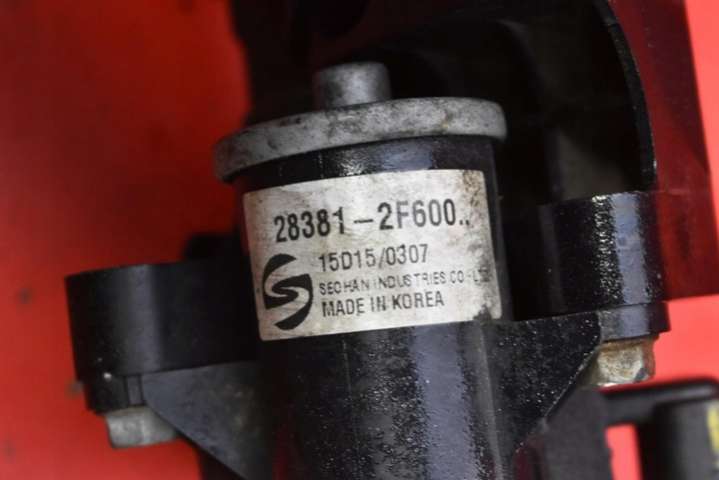 28381-2F600..
15D15/0307
SEOHAN INDUSTRIES CO.LTD
MADE IN KOREA